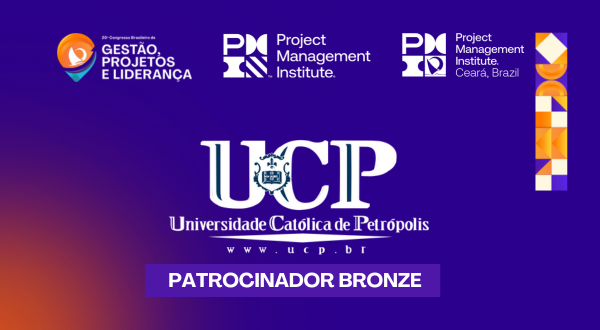 20º Congresso Brasileiro de
GESTÃO,
PROJETOS
E LIDERANÇA
Project
Management
Institute.
Project
Management
Institute.
Ceará, Brazil
UCP
Universidade Católica de Petrópolis
www.ucp.br
PATROCINADOR BRONZE